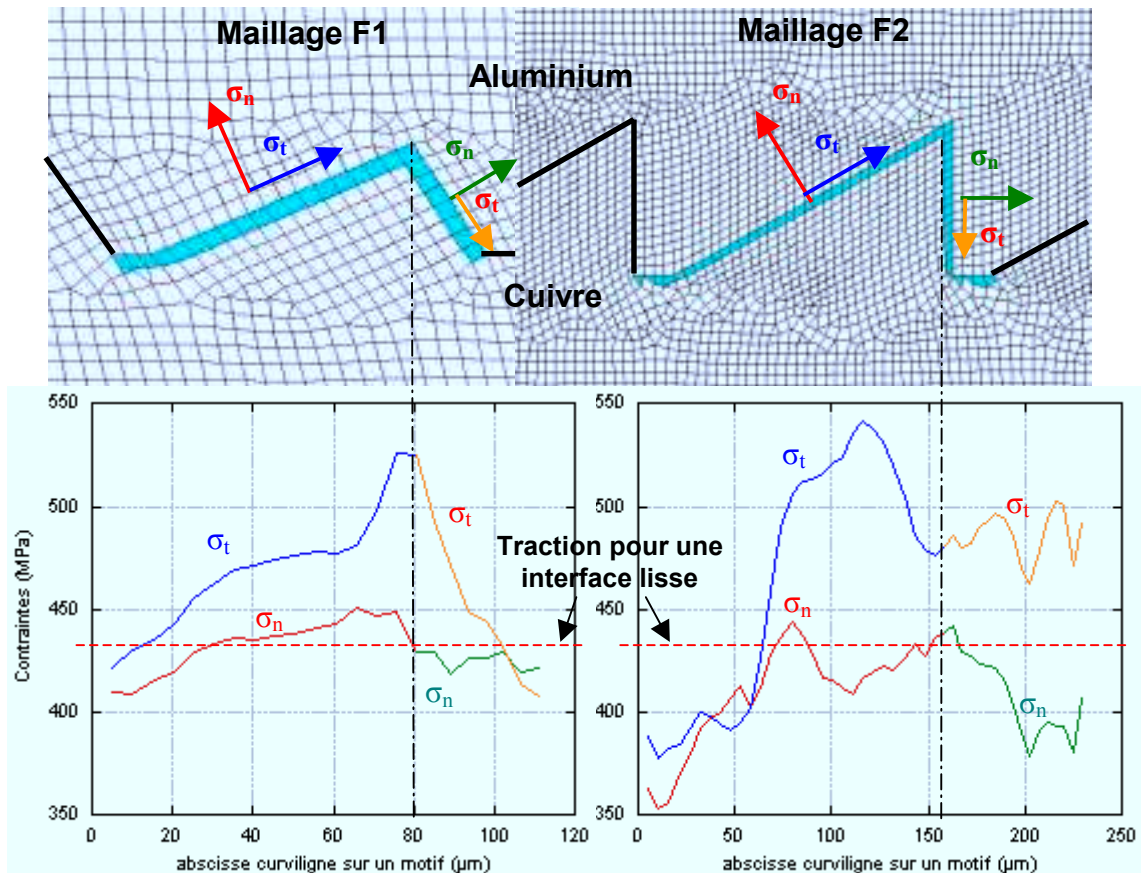 Maillage F1
Maillage F2
Aluminium
σn
σt
σn
σt
σn
σt
σn
σt
Cuivre
550
500
450
400
350
Contraintes (MPa)
σt
σt
σn
σn
0
20
40
60
80
100
120
abscisse curviligne sur un motif (µm)
Traction pour une
interface lisse
550
500
450
400
350
σt
σt
σn
σn
0
50
100
150
200
250
abscisse curviligne sur un motif (µm)